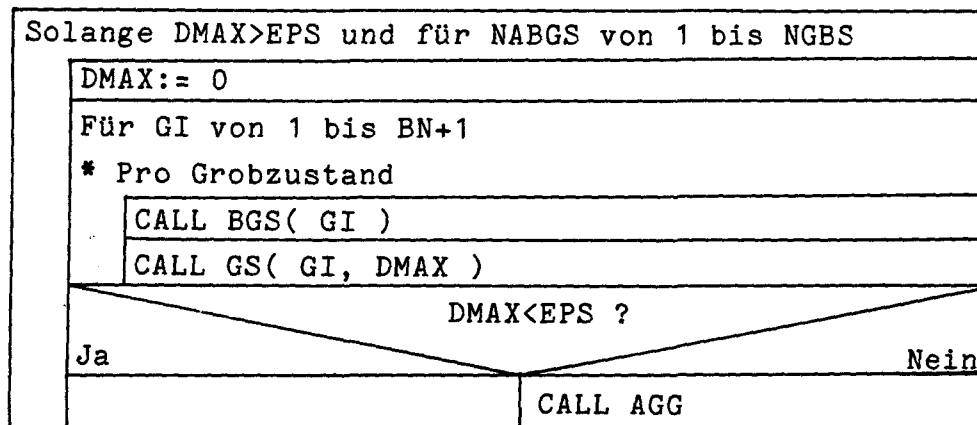 Solange DMAX>EPS und für NABGS von 1 bis NGBS
DMAX:= 0
Für GI von 1 bis BN+1
* Pro Grobzustand
CALL BGS( GI )
CALL GS( GI, DMAX )
DMAX<EPS ?
Ja Nein
CALL AGG